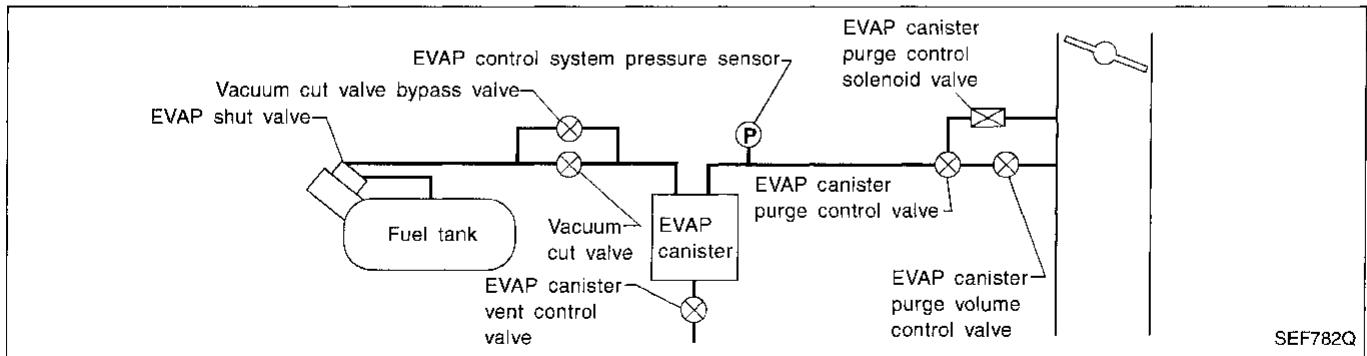 EVAP canister
purge control
solenoid valve
EVAP control system pressure sensor
Vacuum cut valve bypass valve
EVAP shut valve
P
Fuel tank
Vacuum
cut valve
EVAP
canister
EVAP canister
purge control valve
EVAP canister
vent control
valve
EVAP canister
purge volume
control valve
SEF782Q